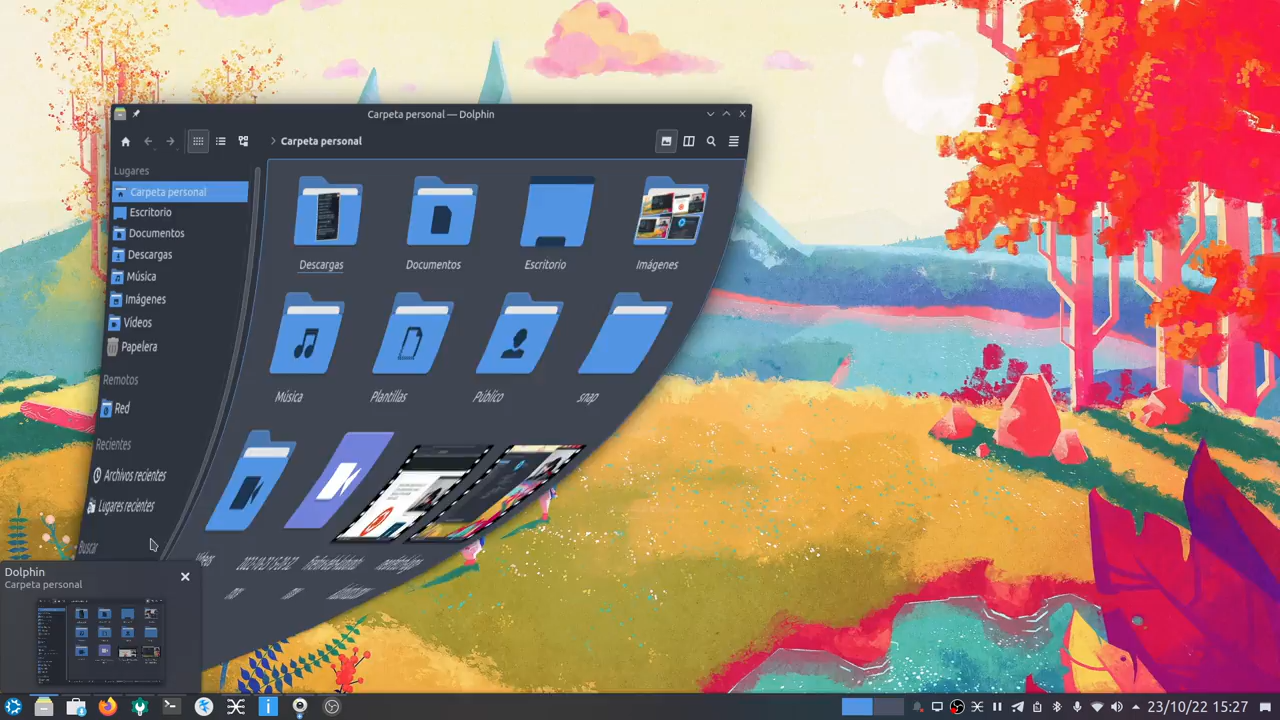 Carpeta personal — Dolphin
Carpeta personal
Lugares
Carpeta personal
Escritorio
Documentos
Descargas
Música
Imágenes
Vídeos
Papelera
Remotos
Red
Recientes
Archivos recientes
Lugares recientes
Buscar
Descargas
Documentos
Escritorio
Imágenes
Música
Plantillas
Público
snap
Vídeos
Dolphin
Carpeta personal
23/10/22 15:27